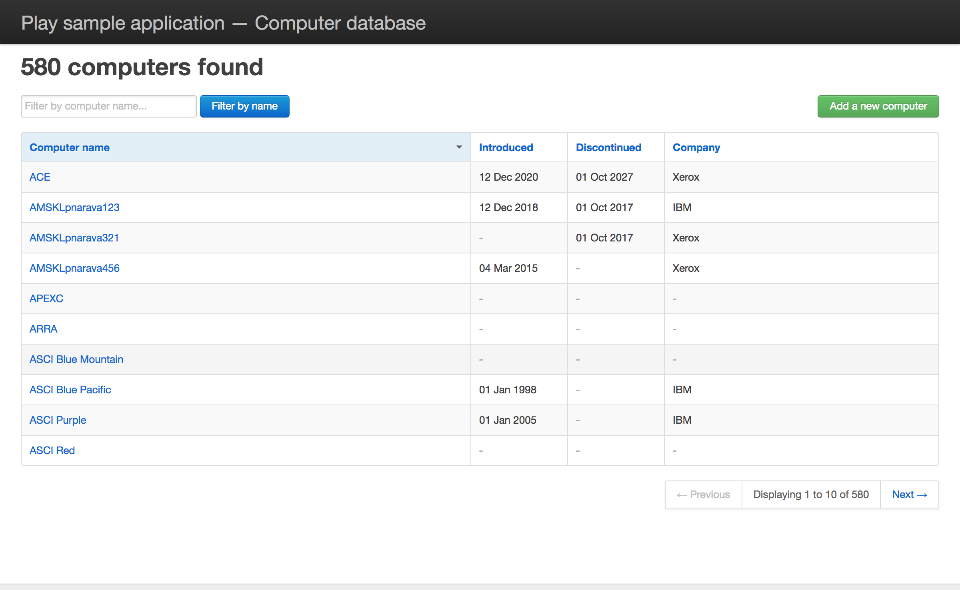 Play sample application — Computer database
580 computers found
Filter by computer name... Filter by name Add a new computer
Computer name Introduced Discontinued Company
ACE 12 Dec 2020 01 Oct 2027 Xerox
AMSKLpnarava123 12 Dec 2018 01 Oct 2017 IBM
AMSKLpnarava321 - 01 Oct 2017 Xerox
AMSKLpnarava456 04 Mar 2015 - Xerox
APEXC - - -
ARRA - - -
ASCI Blue Mountain - - -
ASCI Blue Pacific 01 Jan 1998 - IBM
ASCI Purple 01 Jan 2005 - IBM
ASCI Red - - -
← Previous Displaying 1 to 10 of 580 Next →